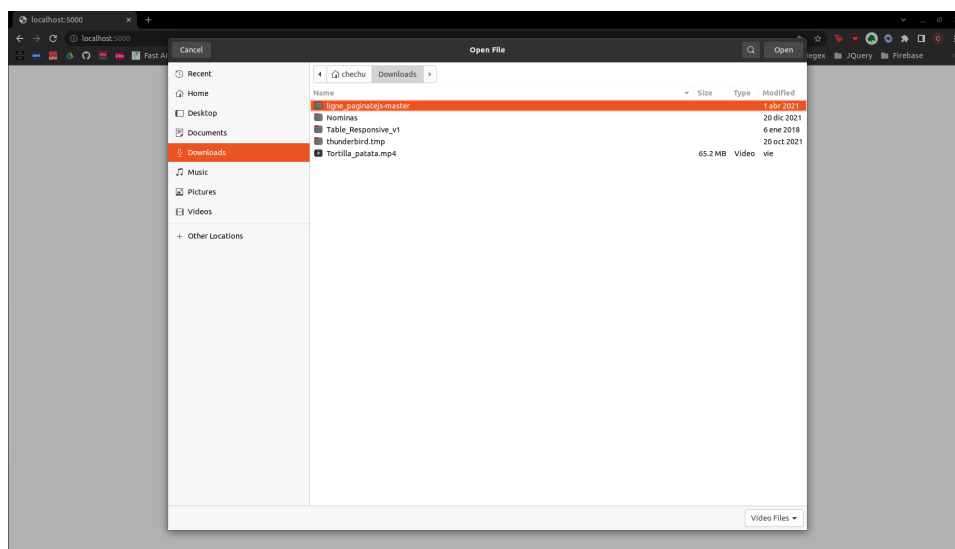 localhost:5000
localhost:5000
Fast AI
Regex JQuery Firebase
Cancel Open File Open
Recent
Home
Desktop
Documents
Downloads
Music
Pictures
Videos
Other Locations
chechu Downloads
Name Size Type Modified
ligne_paginatejs-master 1 abr 2021
Nominas 20 dic 2021
Table_Responsive_v1 6 ene 2018
thunderbird.tmp 20 oct 2021
Tortilla_patata.mp4 65.2 MB Video vie
Video Files